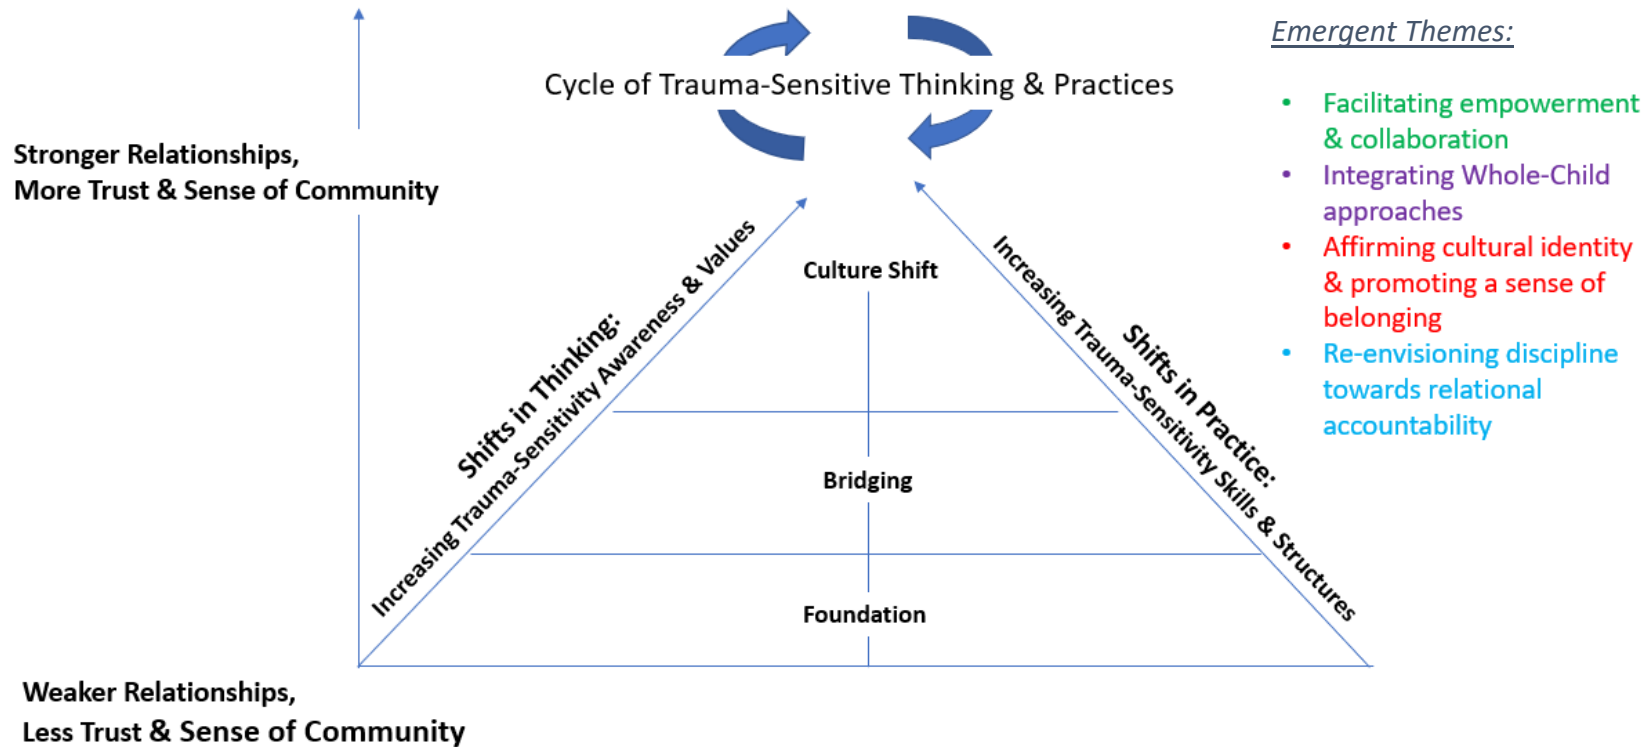 Cycle of Trauma-Sensitive Thinking & Practices
Stronger Relationships,
More Trust & Sense of Community
Shifts in Thinking:
Increasing Trauma-Sensitivity Awareness & Values
Culture Shift
Bridging
Foundation
Shifts in Practice:
Increasing Trauma-Sensitivity Skills & Structures
Weaker Relationships,
Less Trust & Sense of Community
Emergent Themes:
• Facilitating empowerment
& collaboration
• Integrating Whole-Child
approaches
• Affirming cultural identity
& promoting a sense of
belonging
• Re-envisioning discipline
towards relational
accountability